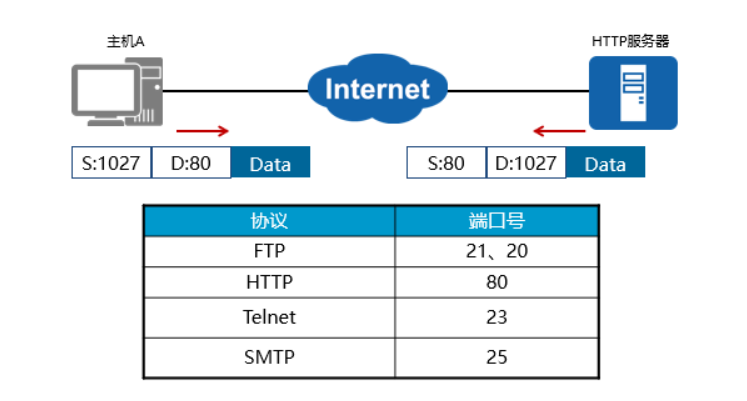 主机A
HTTP服务器
Internet
S:1027 D:80 Data
S:80 D:1027 Data
协议 端口号
FTP 21、20
HTTP 80
Telnet 23
SMTP 25